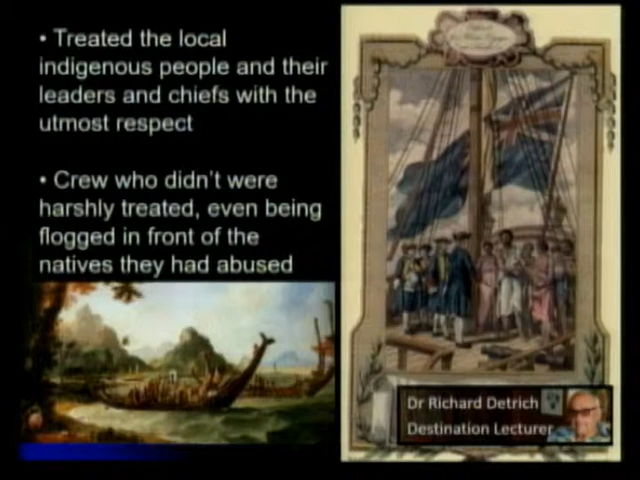 • Treated the local
indigenous people and their
leaders and chiefs with the
utmost respect
• Crew who didn't were
harshly treated, even being
flogged in front of the
natives they had abused
Dr Richard Detrich
Destination Lecturer